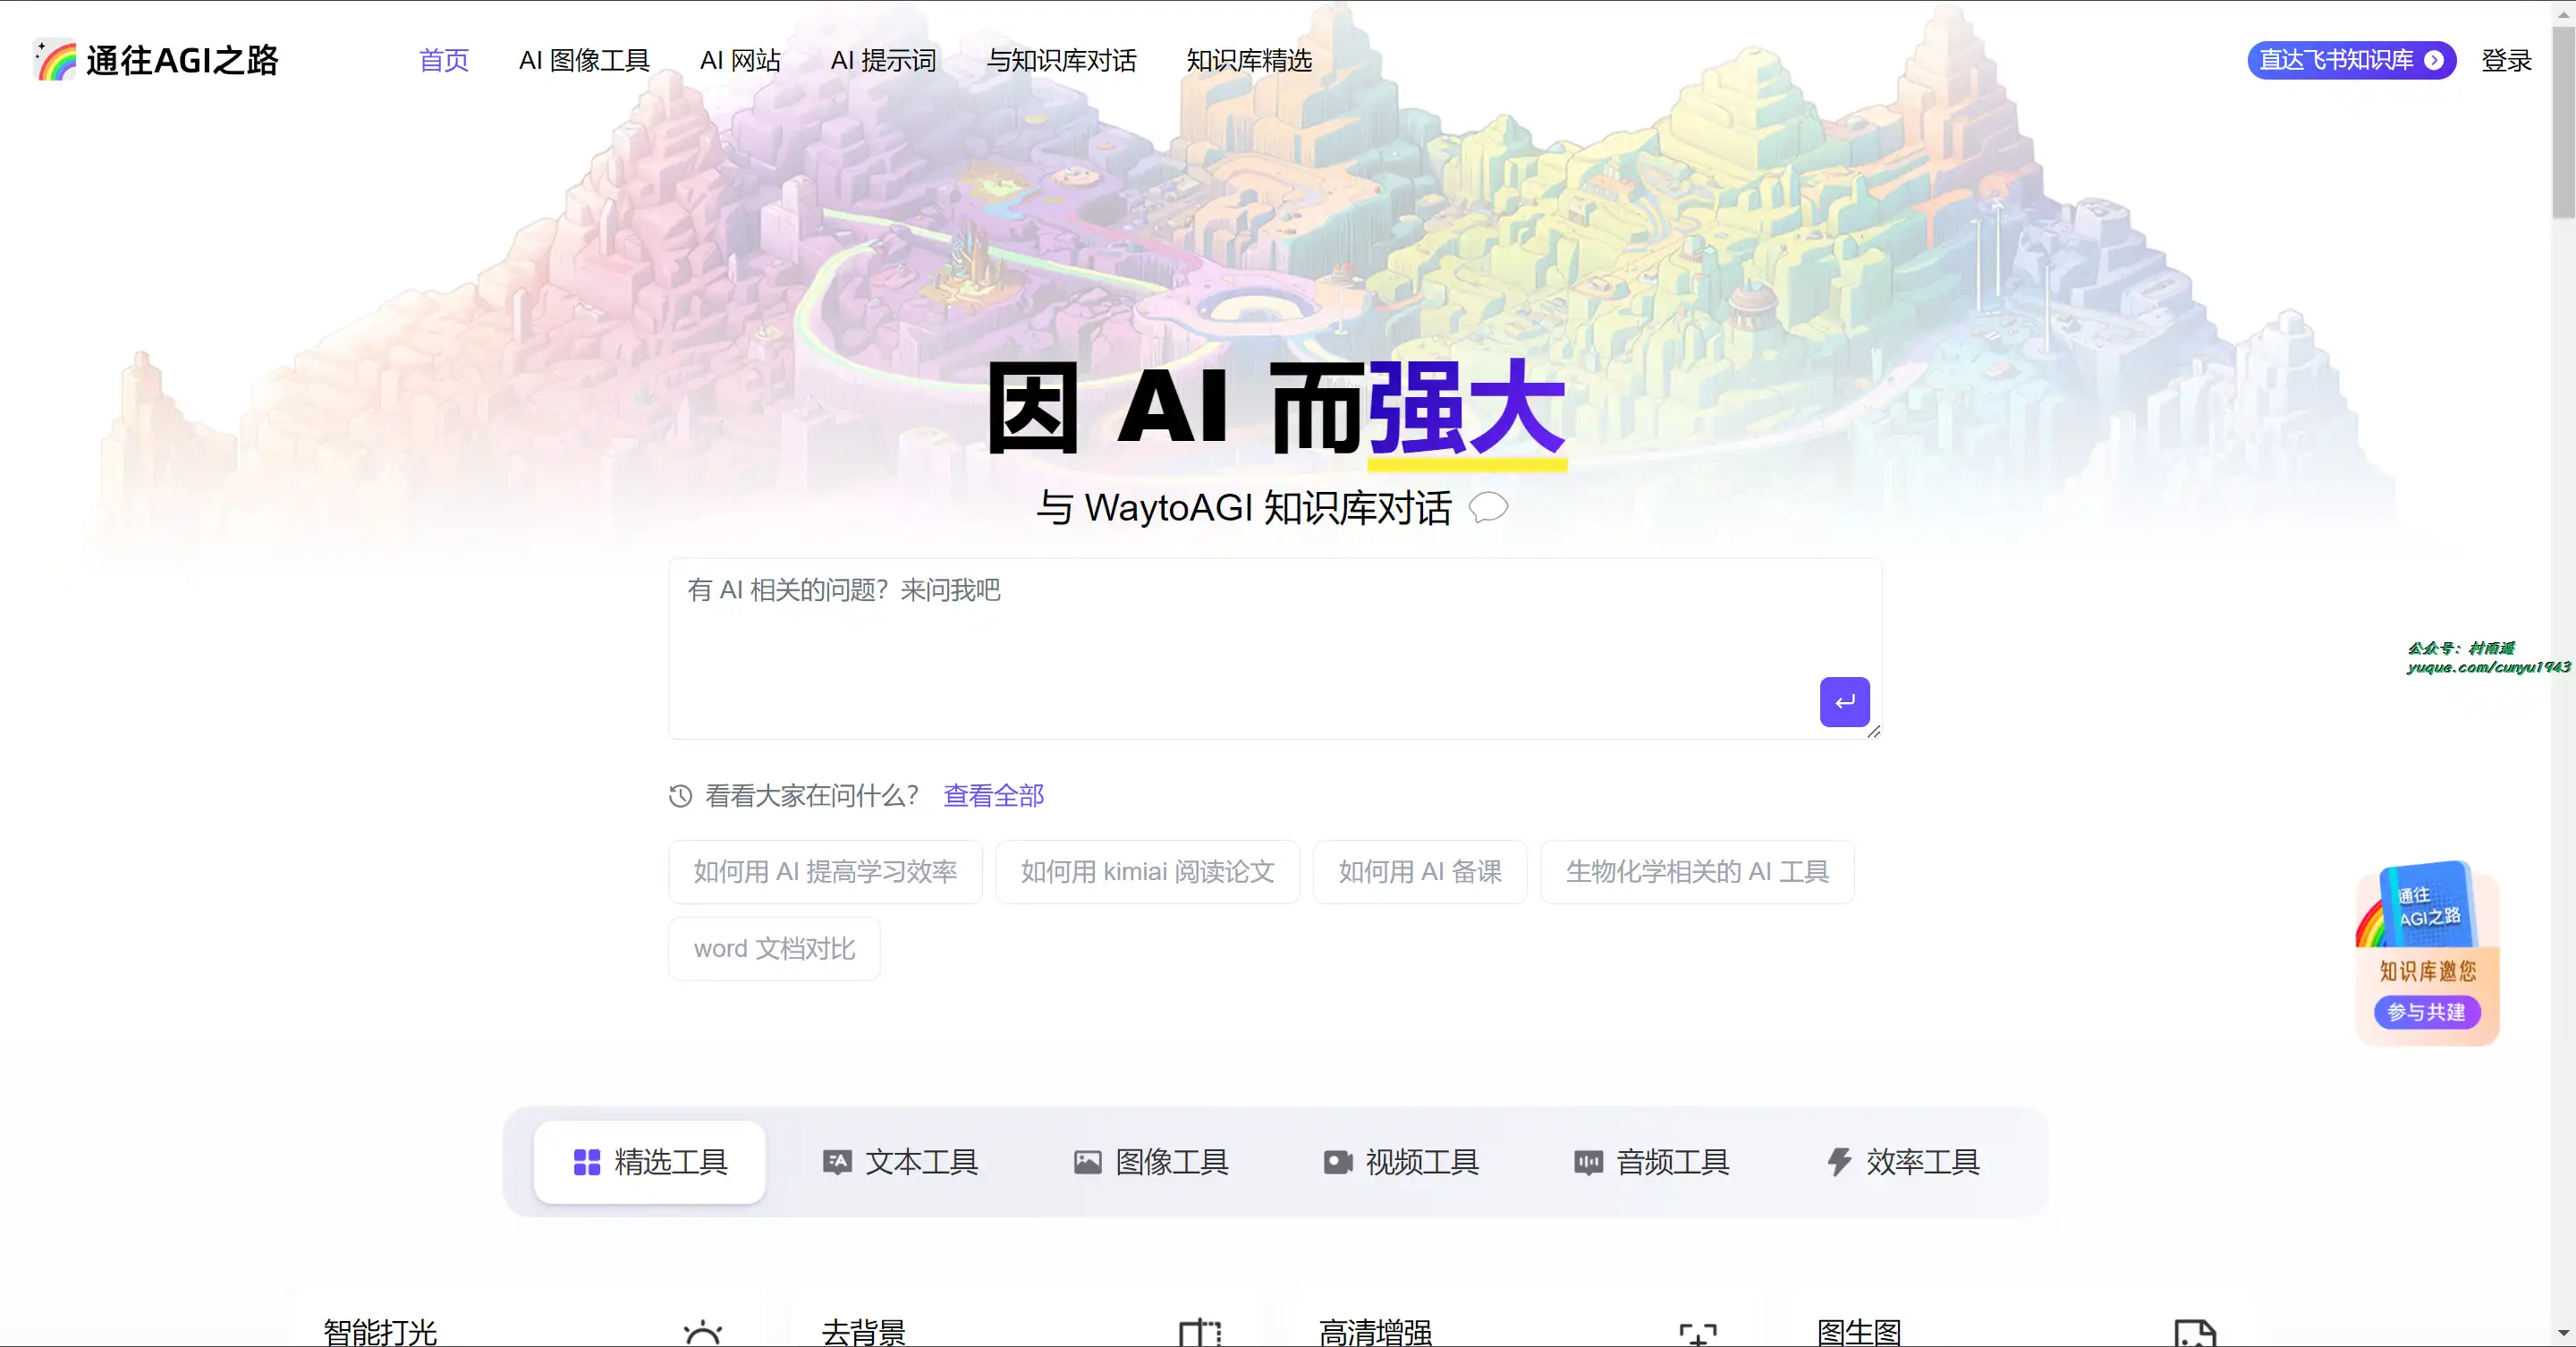 通往AGI之路
首页 AI 图像工具 AI 网站 AI 提示词 与知识库对话 知识库精选
直达飞书知识库 登录
因 AI 而强大
与 WaytoAGI 知识库对话
有 AI 相关的问题？来问我吧
公众号：村雨遥
yuque.com/cunyu1943
看看大家在问什么？ 查看全部
如何用 AI 提高学习效率 如何用 kimiai 阅读论文 如何用 AI 备课 生物化学相关的 AI 工具
word 文档对比
通往
AGI之路
知识库邀您
参与共建
精选工具 文本工具 图像工具 视频工具 音频工具 效率工具
智能打光 去背景 高清增强 图生图